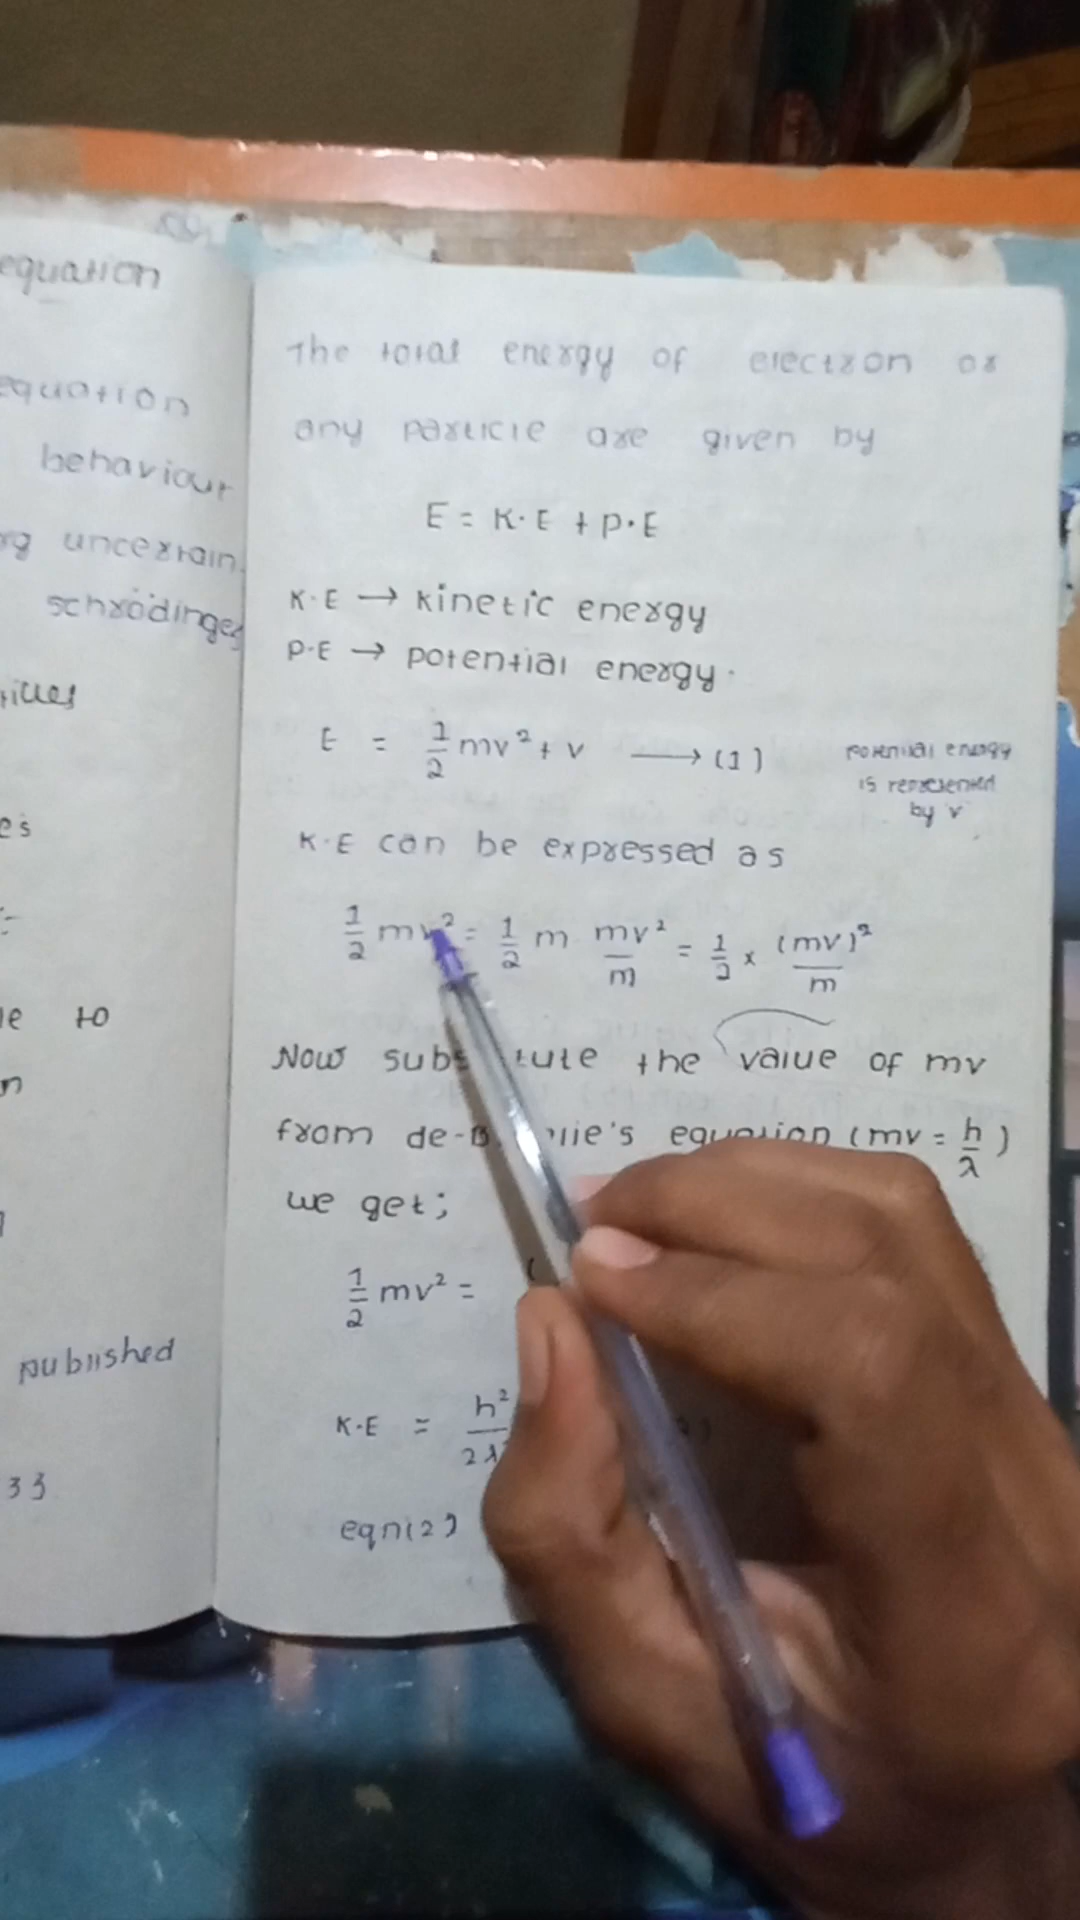 equation
equation
behaviour
uncertain
schrödinger
es
to
n
published
33
The total energy of electron or
any particle are given by
E = K·E + P·E
K·E → kinetic energy
P·E → potential energy.
E = 1/2 mv² + v ⟶ (1)
potential energy
is represented
by v
K·E can be expressed as
1/2 mv² = 1/2 m mv²/m = 1/2 × (mv)²/m
Now the value of mv
from equation (mv = h/λ)
we get;
1/2 mv² =
K·E = h²
eqn(2)